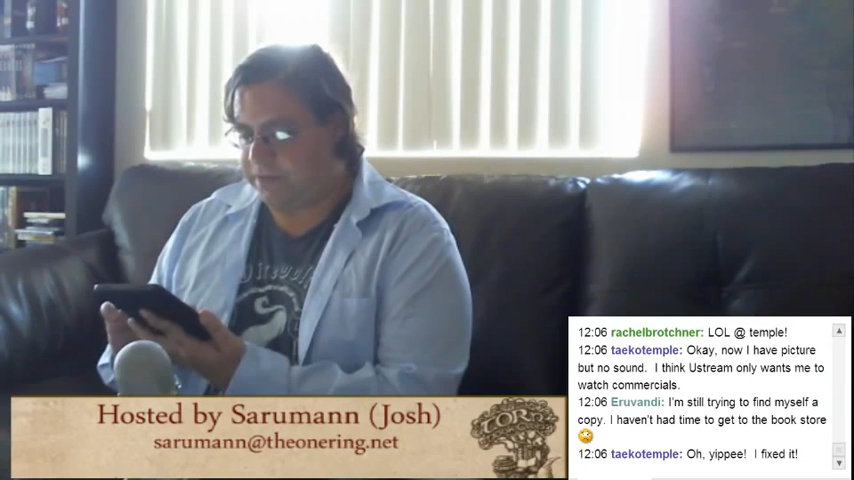 Hosted by Sarumann (Josh)
sarumann@theonering.net
TORn
12:06 rachelbrotchner: LOL @ temple!
12:06 taekotemple: Okay, now I have picture
but no sound. I think Ustream only wants me to
watch commercials.
12:06 Eruvandi: I'm still trying to find myself a
copy. I haven't had time to get to the book store
12:06 taekotemple: Oh, yippee! I fixed it!